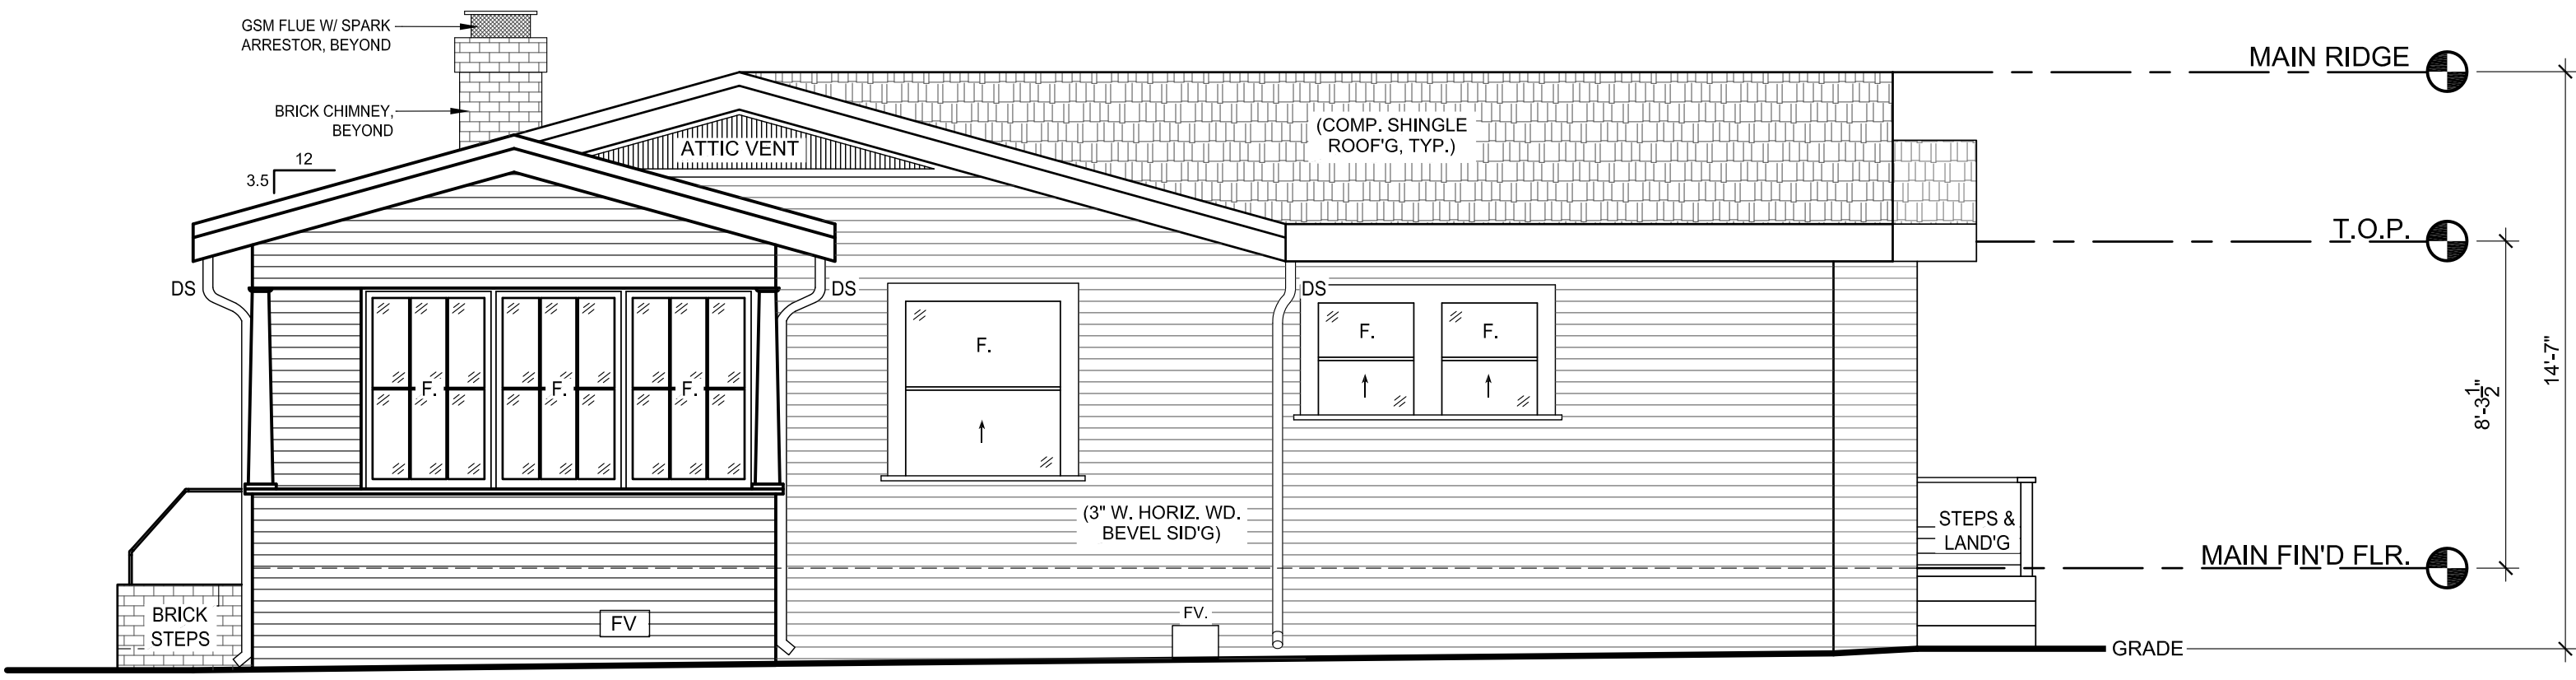 GSM FLUE W/ SPARK
ARRESTOR, BEYOND
MAIN RIDGE
BRICK CHIMNEY,
BEYOND
(COMP. SHINGLE
ROOF'G, TYP.)
ATTIC VENT
12
3.5
T.O.P.
DS
DS
DS
F.
F.
F.
F.
F.
F.
14'-7"
8'-3 1/2"
(3" W. HORIZ. WD.
BEVEL SID'G)
STEPS &
LAND'G
MAIN FIN'D FLR.
BRICK
STEPS
FV
FV.
GRADE